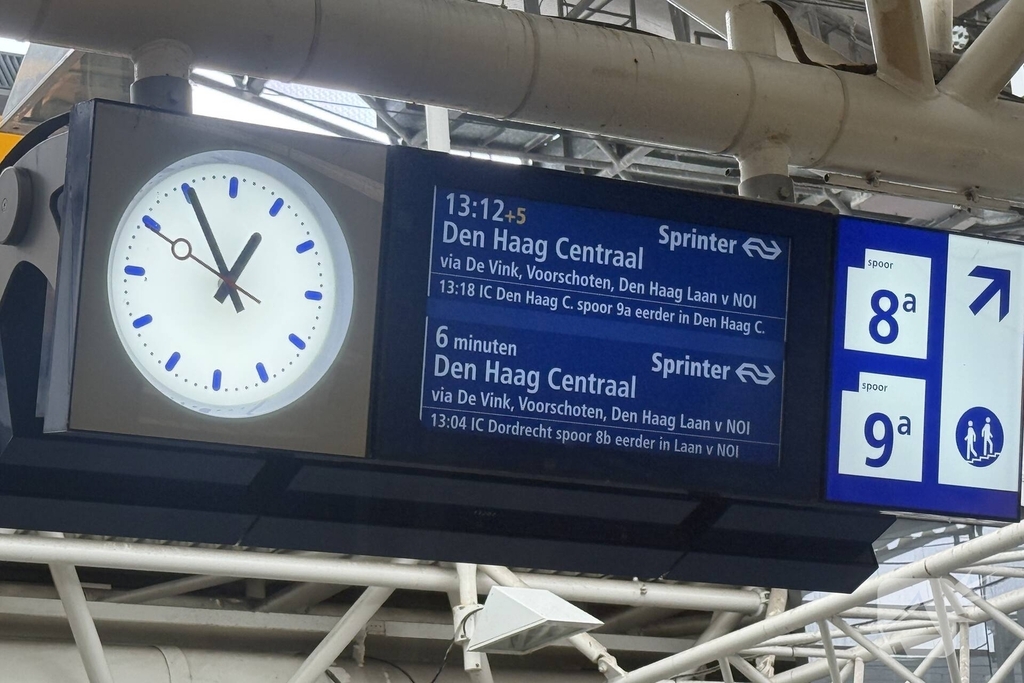 13:12+5
Den Haag Centraal Sprinter
via De Vink, Voorschoten, Den Haag Laan v NOI
13:18 IC Den Haag C. spoor 9a eerder in Den Haag C.
6 minuten
Den Haag Centraal Sprinter
via De Vink, Voorschoten, Den Haag Laan v NOI
13:04 IC Dordrecht spoor 8b eerder in Laan v NOI
spoor
8a
spoor
9a